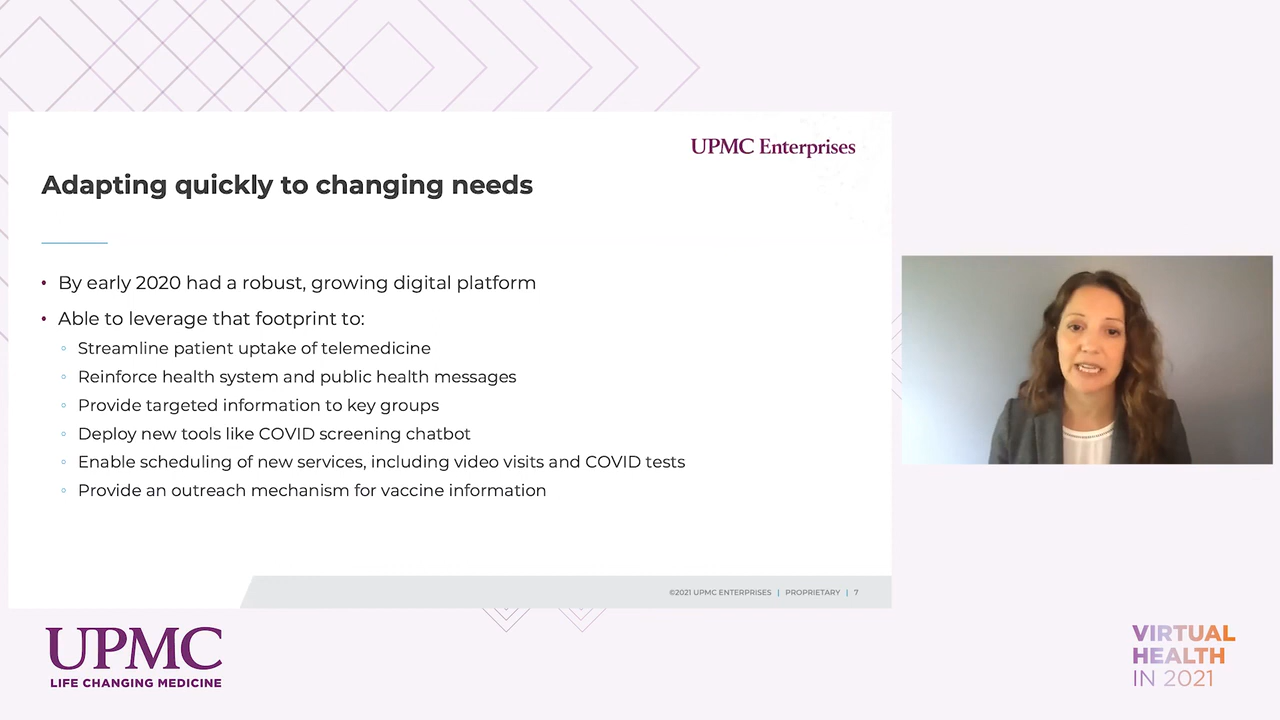 UPMC Enterprises
Adapting quickly to changing needs
• By early 2020 had a robust, growing digital platform
• Able to leverage that footprint to:
◦ Streamline patient uptake of telemedicine
◦ Reinforce health system and public health messages
◦ Provide targeted information to key groups
◦ Deploy new tools like COVID screening chatbot
◦ Enable scheduling of new services, including video visits and COVID tests
◦ Provide an outreach mechanism for vaccine information
©2021 UPMC ENTERPRISES | PROPRIETARY | 7
UPMC
LIFE CHANGING MEDICINE
VIRTUAL
HEALTH
IN 2021